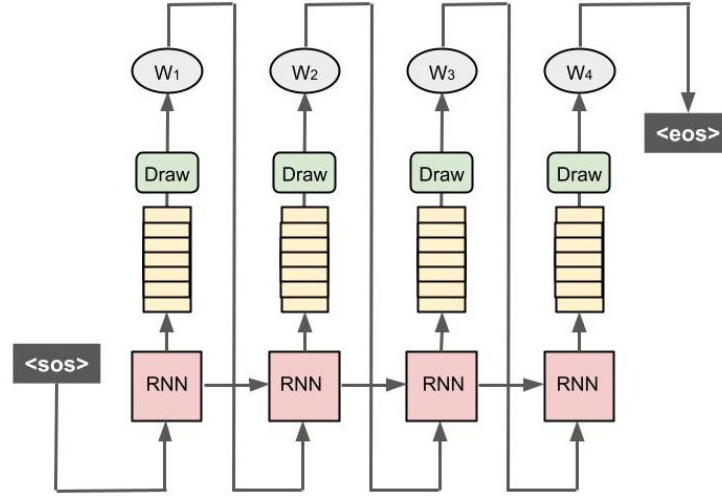 W1 W2 W3 W4
<eos>
Draw Draw Draw Draw
<sos>
RNN RNN RNN RNN